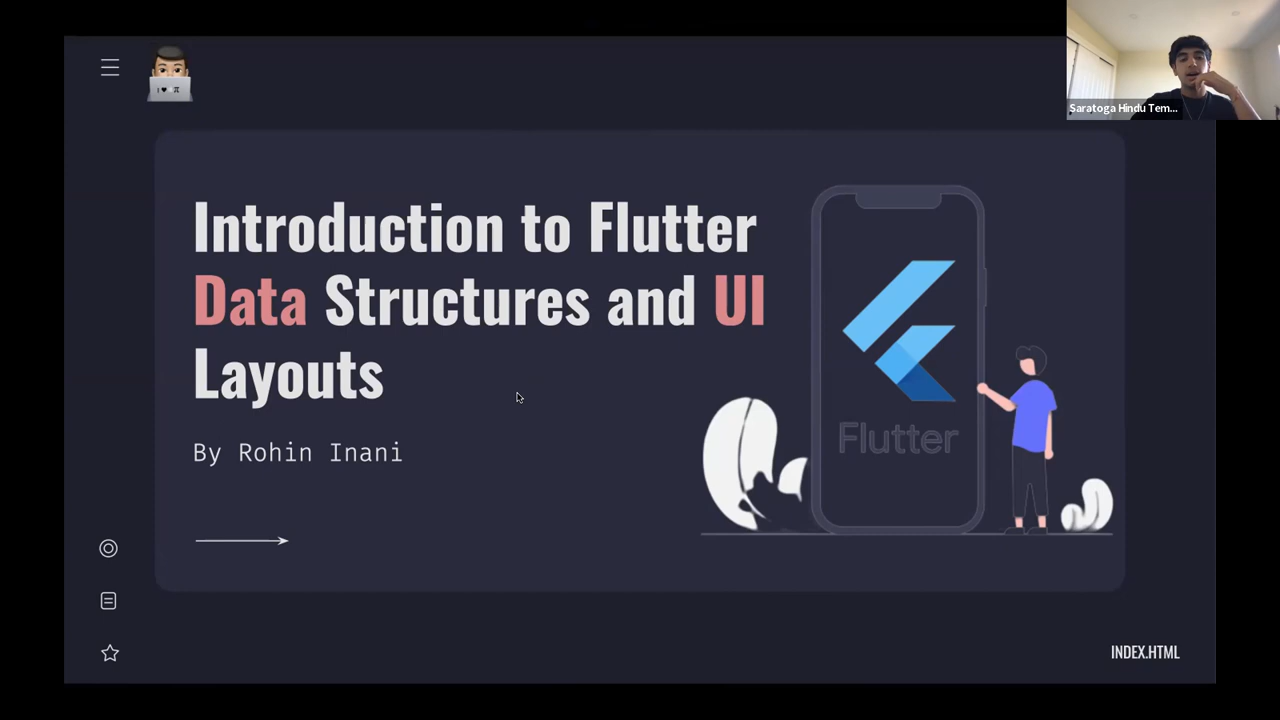 Saratoga Hindu Tem...
Introduction to Flutter
Data Structures and UI
Layouts
By Rohin Inani
Flutter
INDEX.HTML